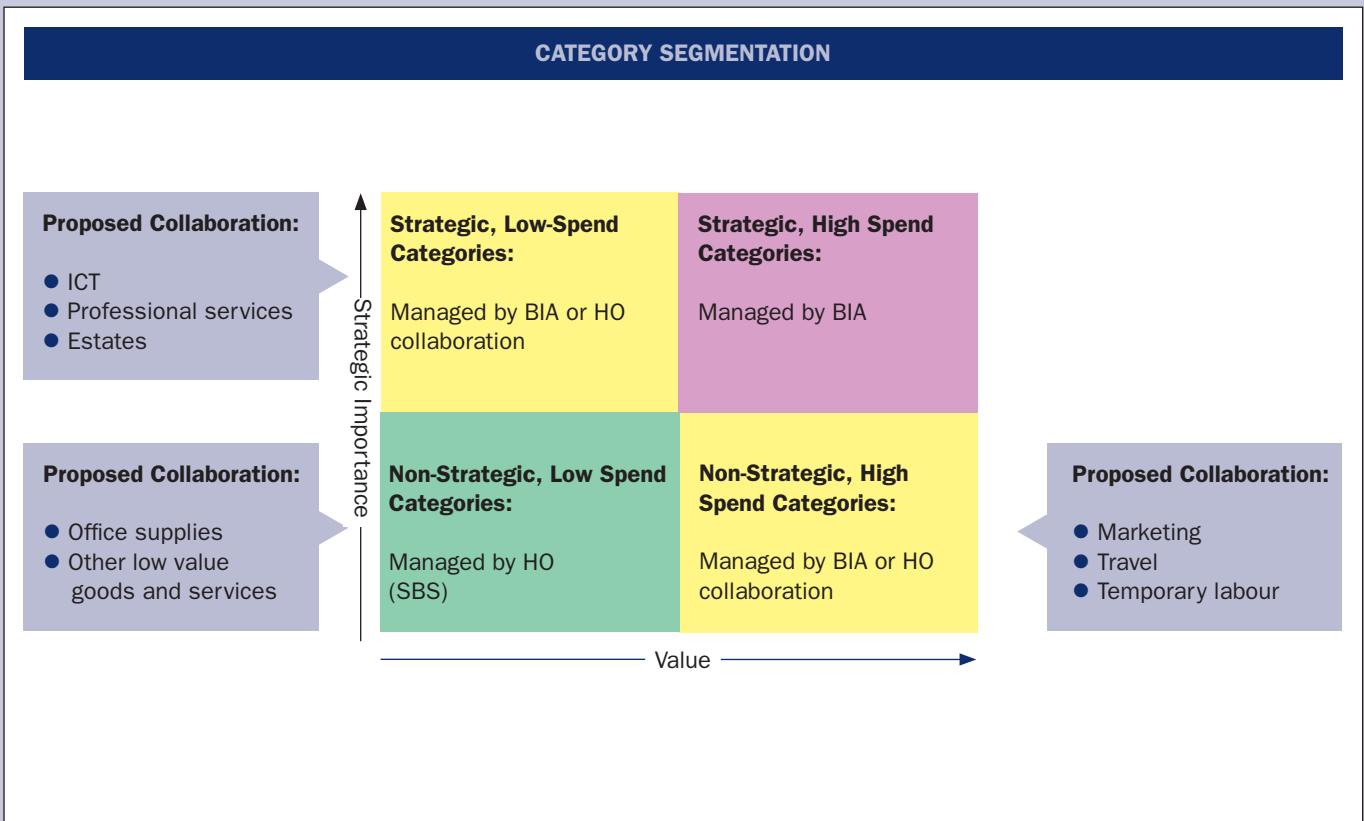 CATEGORY SEGMENTATION
Proposed Collaboration:
● ICT
● Professional services
● Estates
Strategic Importance
Strategic, Low-Spend
Categories:
Managed by BIA or HO
collaboration
Strategic, High Spend
Categories:
Managed by BIA
Proposed Collaboration:
● Office supplies
● Other low value
goods and services
Non-Strategic, Low Spend
Categories:
Managed by HO
(SBS)
Non-Strategic, High
Spend Categories:
Managed by BIA or HO
collaboration
Proposed Collaboration:
● Marketing
● Travel
● Temporary labour
Value